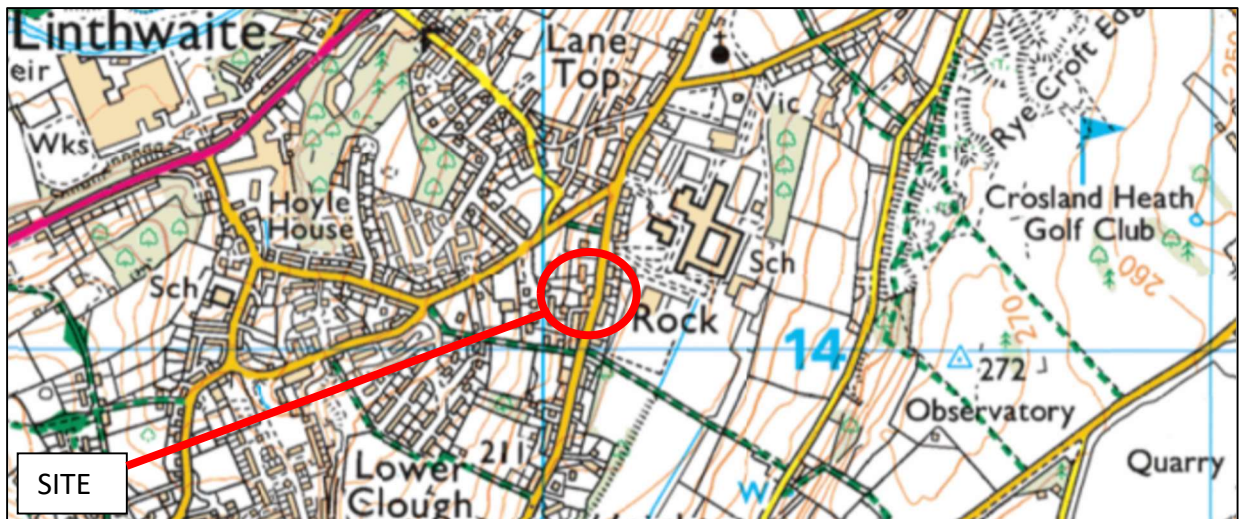 Linthwaite
eir
Wks
Lane
Top
Vic
Rye Croft Edg
Hoyle
House
Crosland Heath
Golf Club
Sch
Sch
Rock
260
270
14
272
211
Observatory
Lower
Clough
W
Quarry
SITE